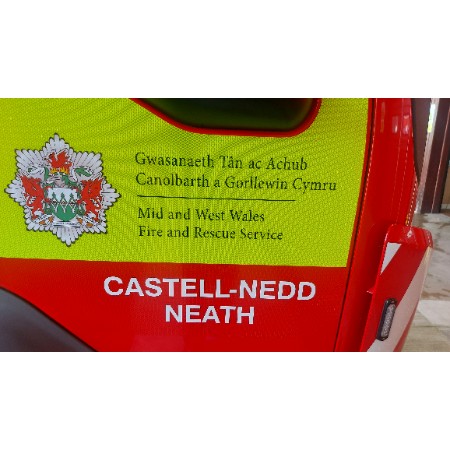 Gwasanaeth Tân ac Achub
Canolbarth a Gorllewin Cymru
Mid and West Wales
Fire and Rescue Service
CASTELL-NEDD
NEATH